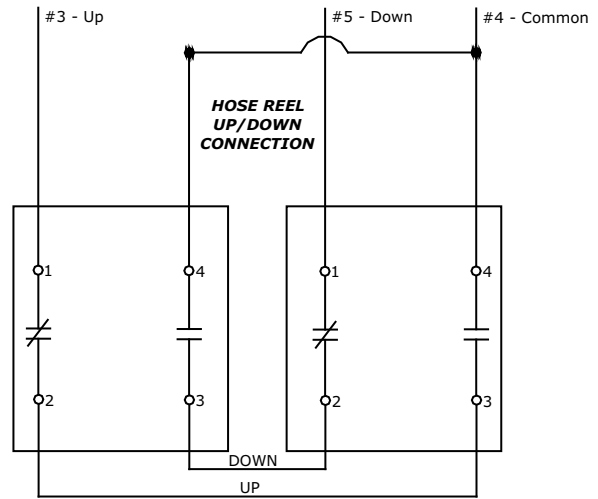 #3 - Up
#5 - Down
#4 - Common
HOSE REEL
UP/DOWN
CONNECTION
1
4
1
4
2
3
2
3
DOWN
UP